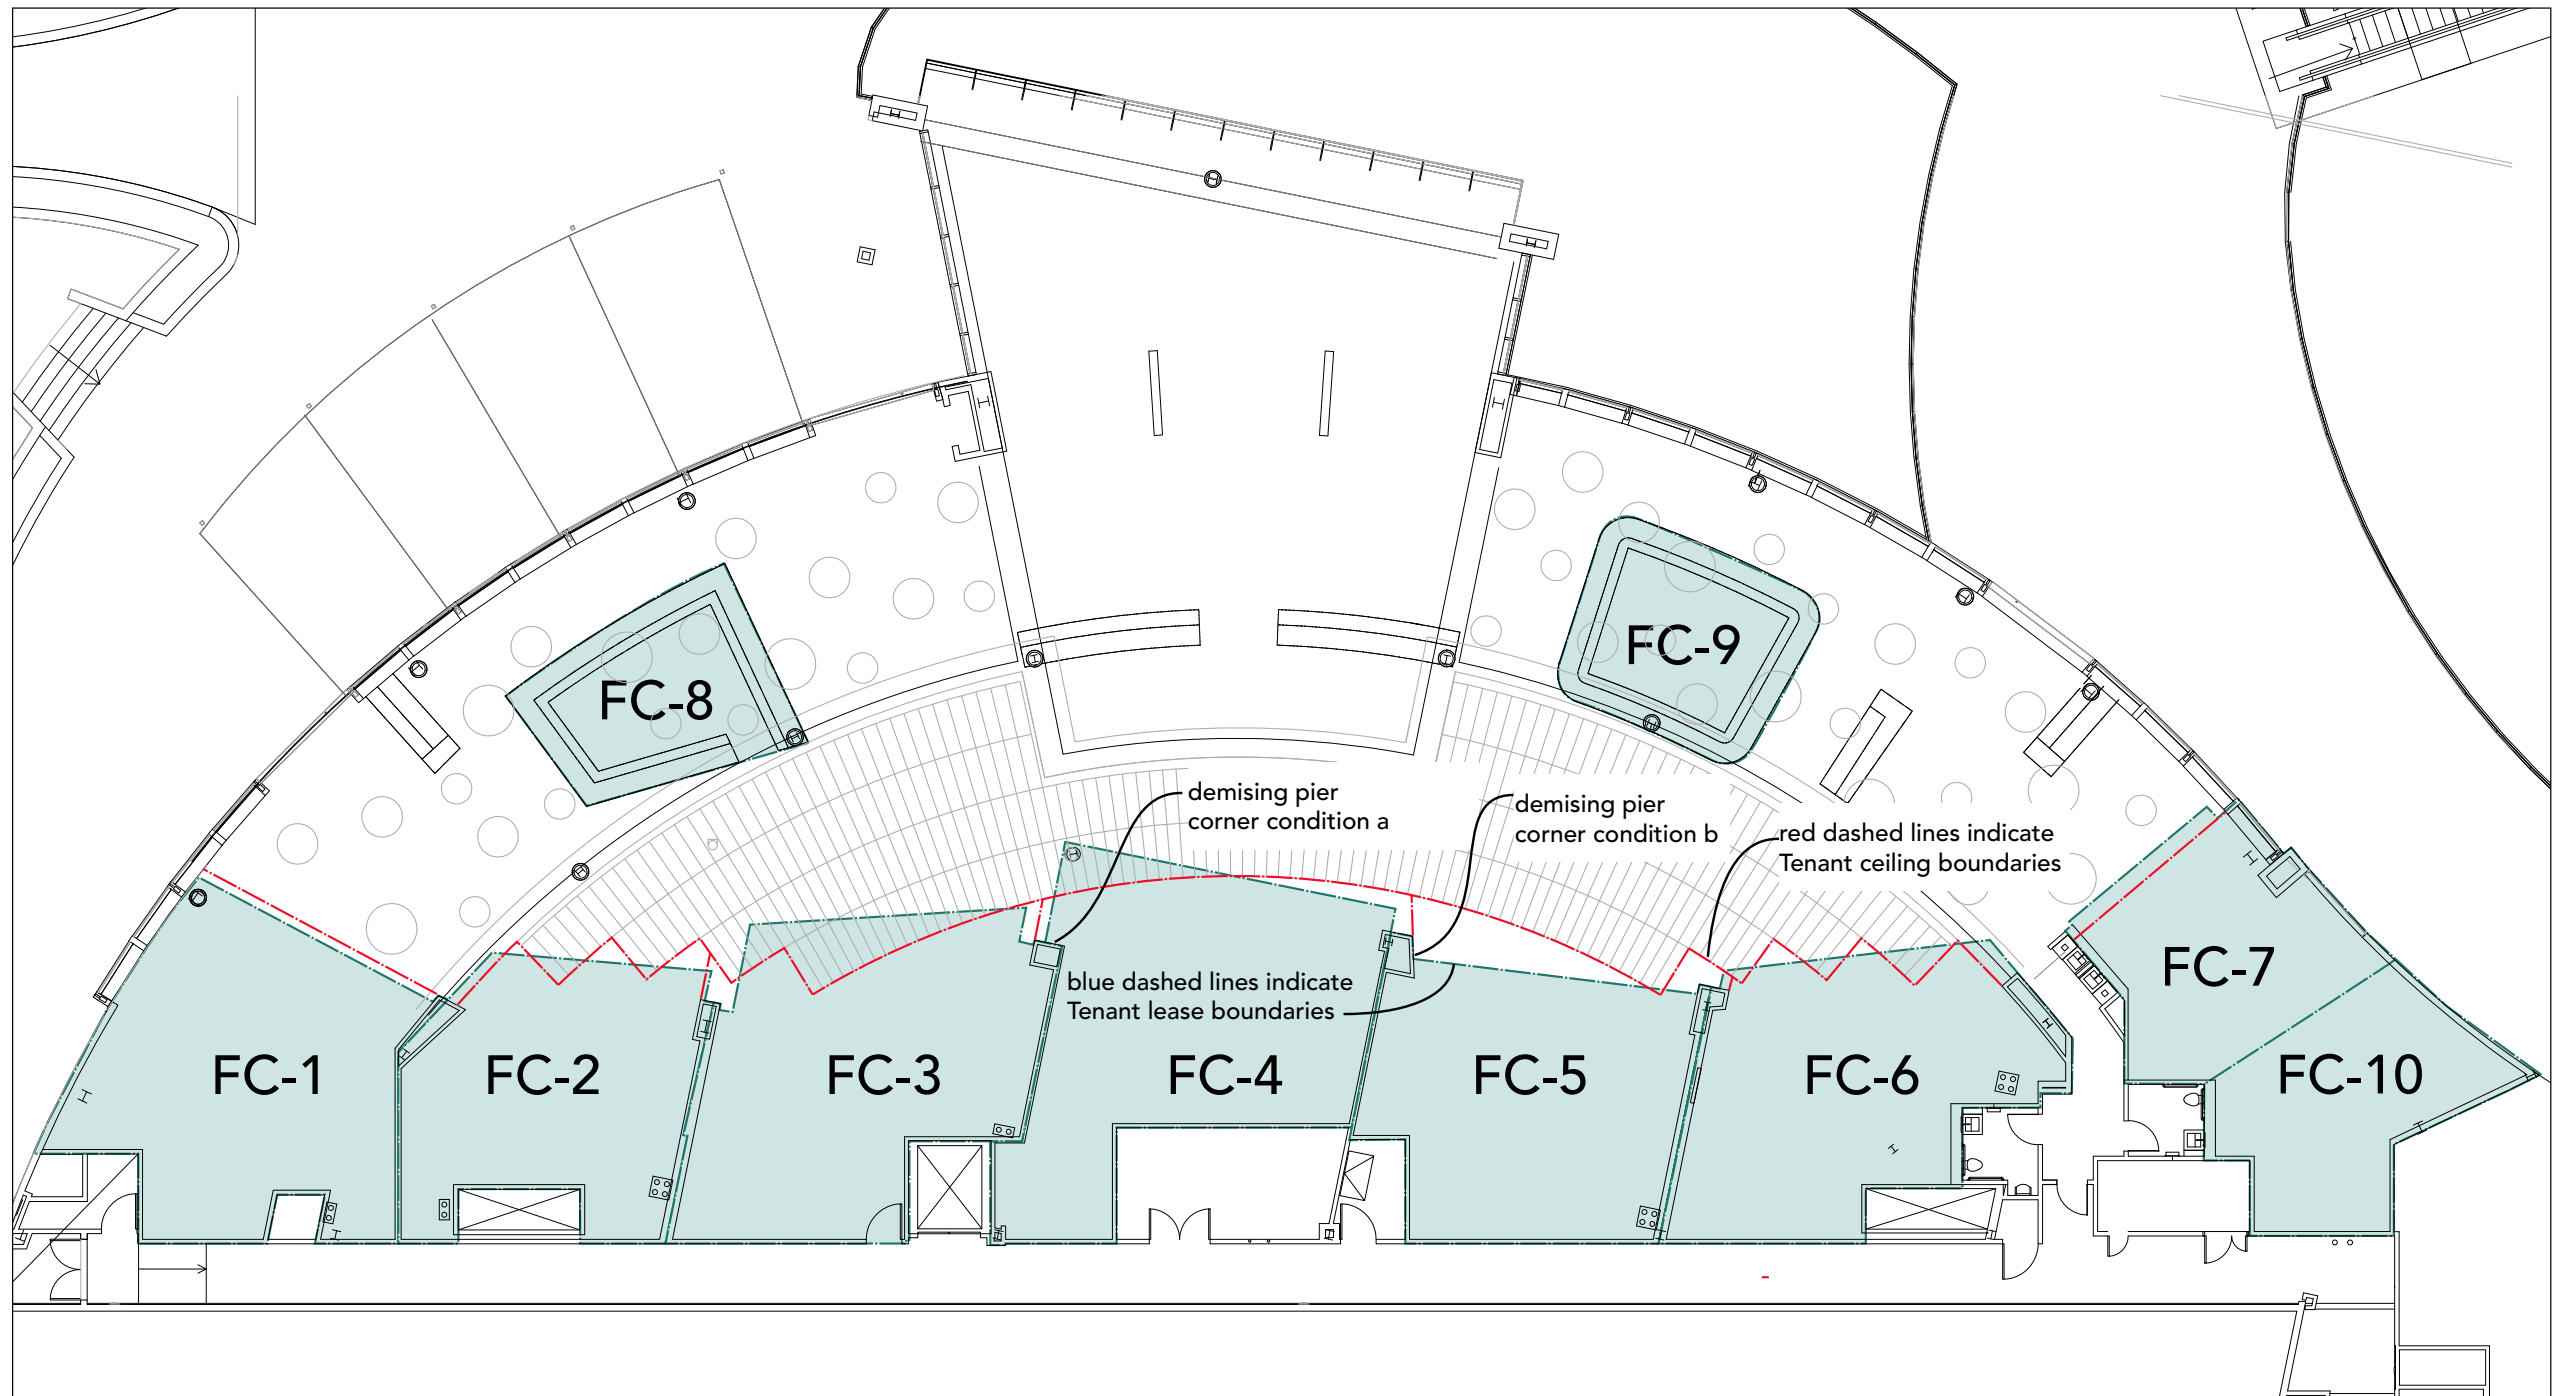 FC-8
FC-9
demising pier
corner condition a
demising pier
corner condition b
red dashed lines indicate
Tenant ceiling boundaries
blue dashed lines indicate
Tenant lease boundaries
FC-7
FC-1
FC-2
FC-3
FC-4
FC-5
FC-6
FC-10